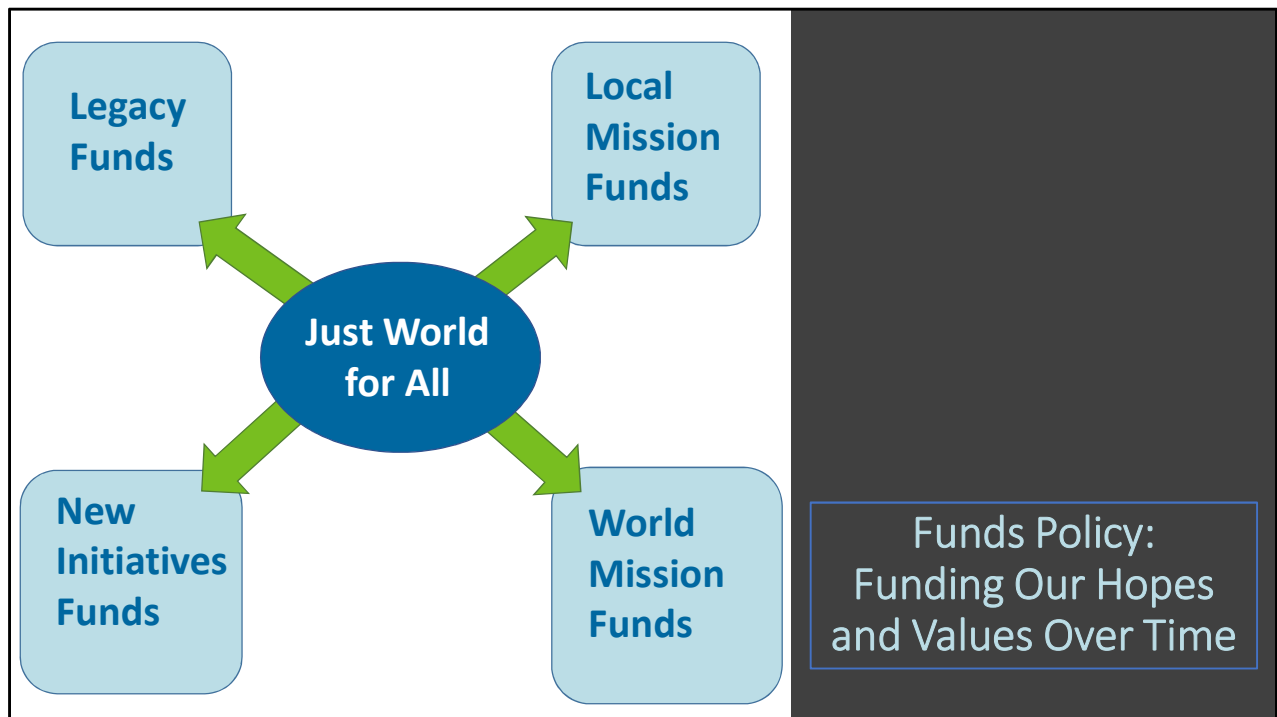 Legacy
Funds
Local
Mission
Funds
Just World
for All
New
Initiatives
Funds
World
Mission
Funds
Funds Policy:
Funding Our Hopes
and Values Over Time